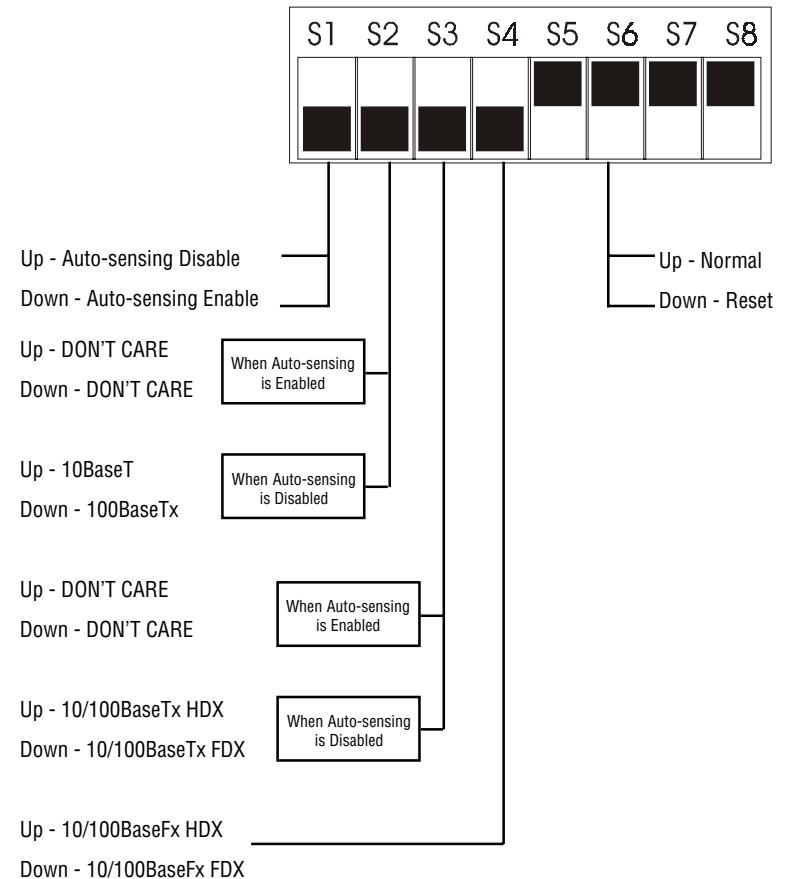 S1 S2 S3 S4 S5 S6 S7 S8
Up - Auto-sensing Disable
Down - Auto-sensing Enable
Up - Normal
Down - Reset
Up - DON'T CARE
Down - DON'T CARE
When Auto-sensing
is Enabled
Up - 10BaseT
Down - 100BaseTx
When Auto-sensing
is Disabled
Up - DON'T CARE
Down - DON'T CARE
When Auto-sensing
is Enabled
Up - 10/100BaseTx HDX
Down - 10/100BaseTx FDX
When Auto-sensing
is Disabled
Up - 10/100BaseFx HDX
Down - 10/100BaseFx FDX